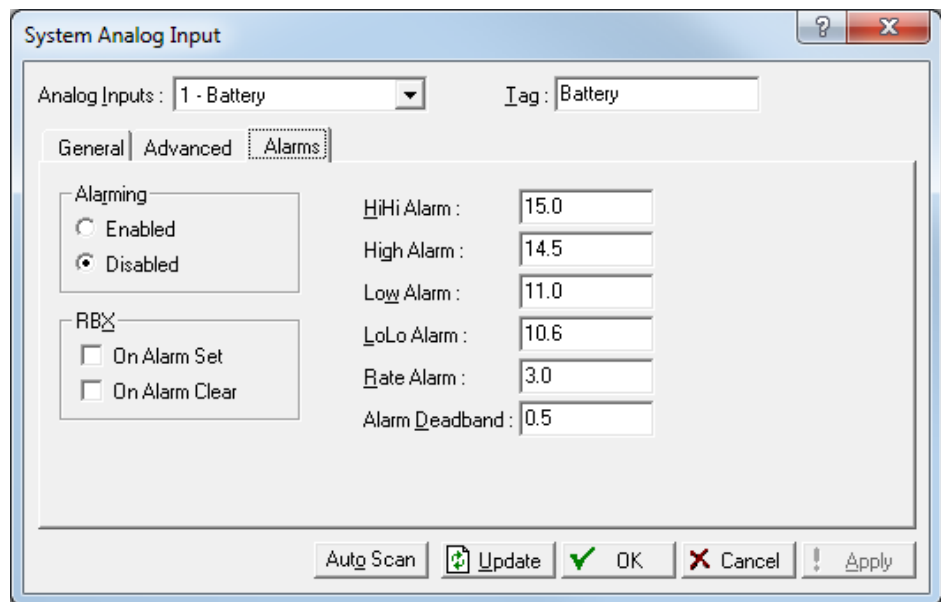 System Analog Input
?
Analog Inputs : 1 - Battery Tag : Battery
General Advanced Alarms
Alarming
Enabled
Disabled
RBX
On Alarm Set
On Alarm Clear
HiHi Alarm : 15.0
High Alarm : 14.5
Low Alarm : 11.0
LoLo Alarm : 10.6
Rate Alarm : 3.0
Alarm Deadband : 0.5
Auto Scan Update OK Cancel ! Apply